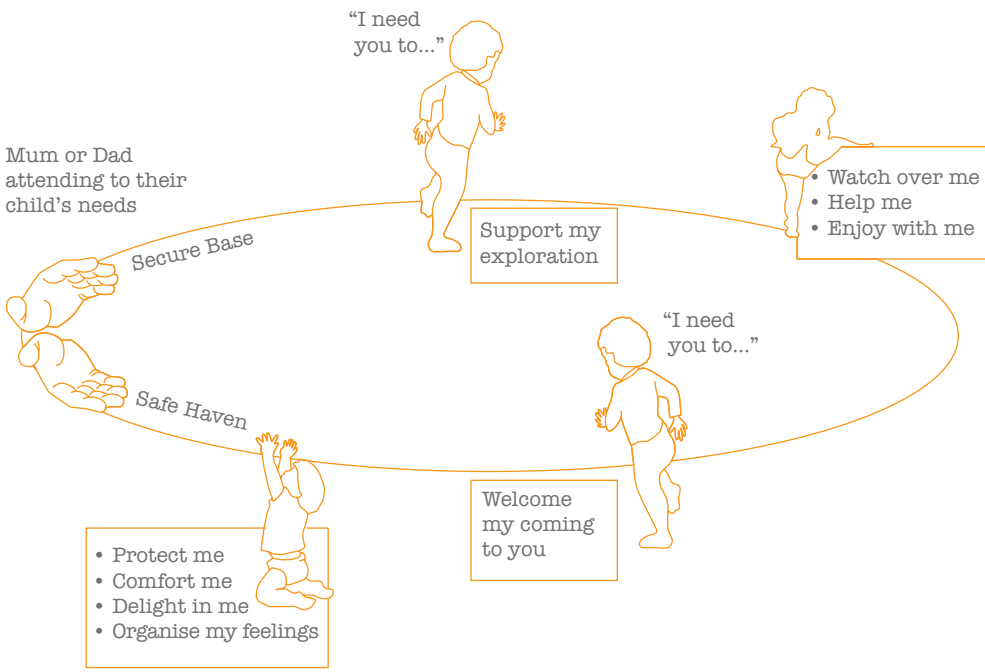 “I need
you to...”
Mum or Dad
attending to their
child’s needs
Secure Base
Support my
exploration
• Watch over me
• Help me
• Enjoy with me
“I need
you to...”
Safe Haven
Welcome
my coming
to you
• Protect me
• Comfort me
• Delight in me
• Organise my feelings